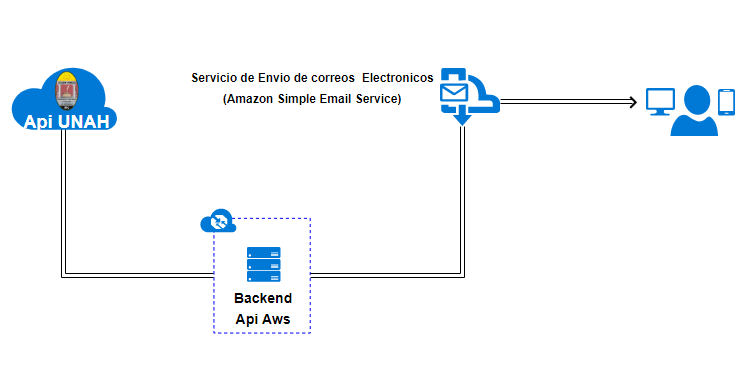 Servicio de Envio de correos Electronicos
(Amazon Simple Email Service)
Api UNAH
Backend
Api Aws